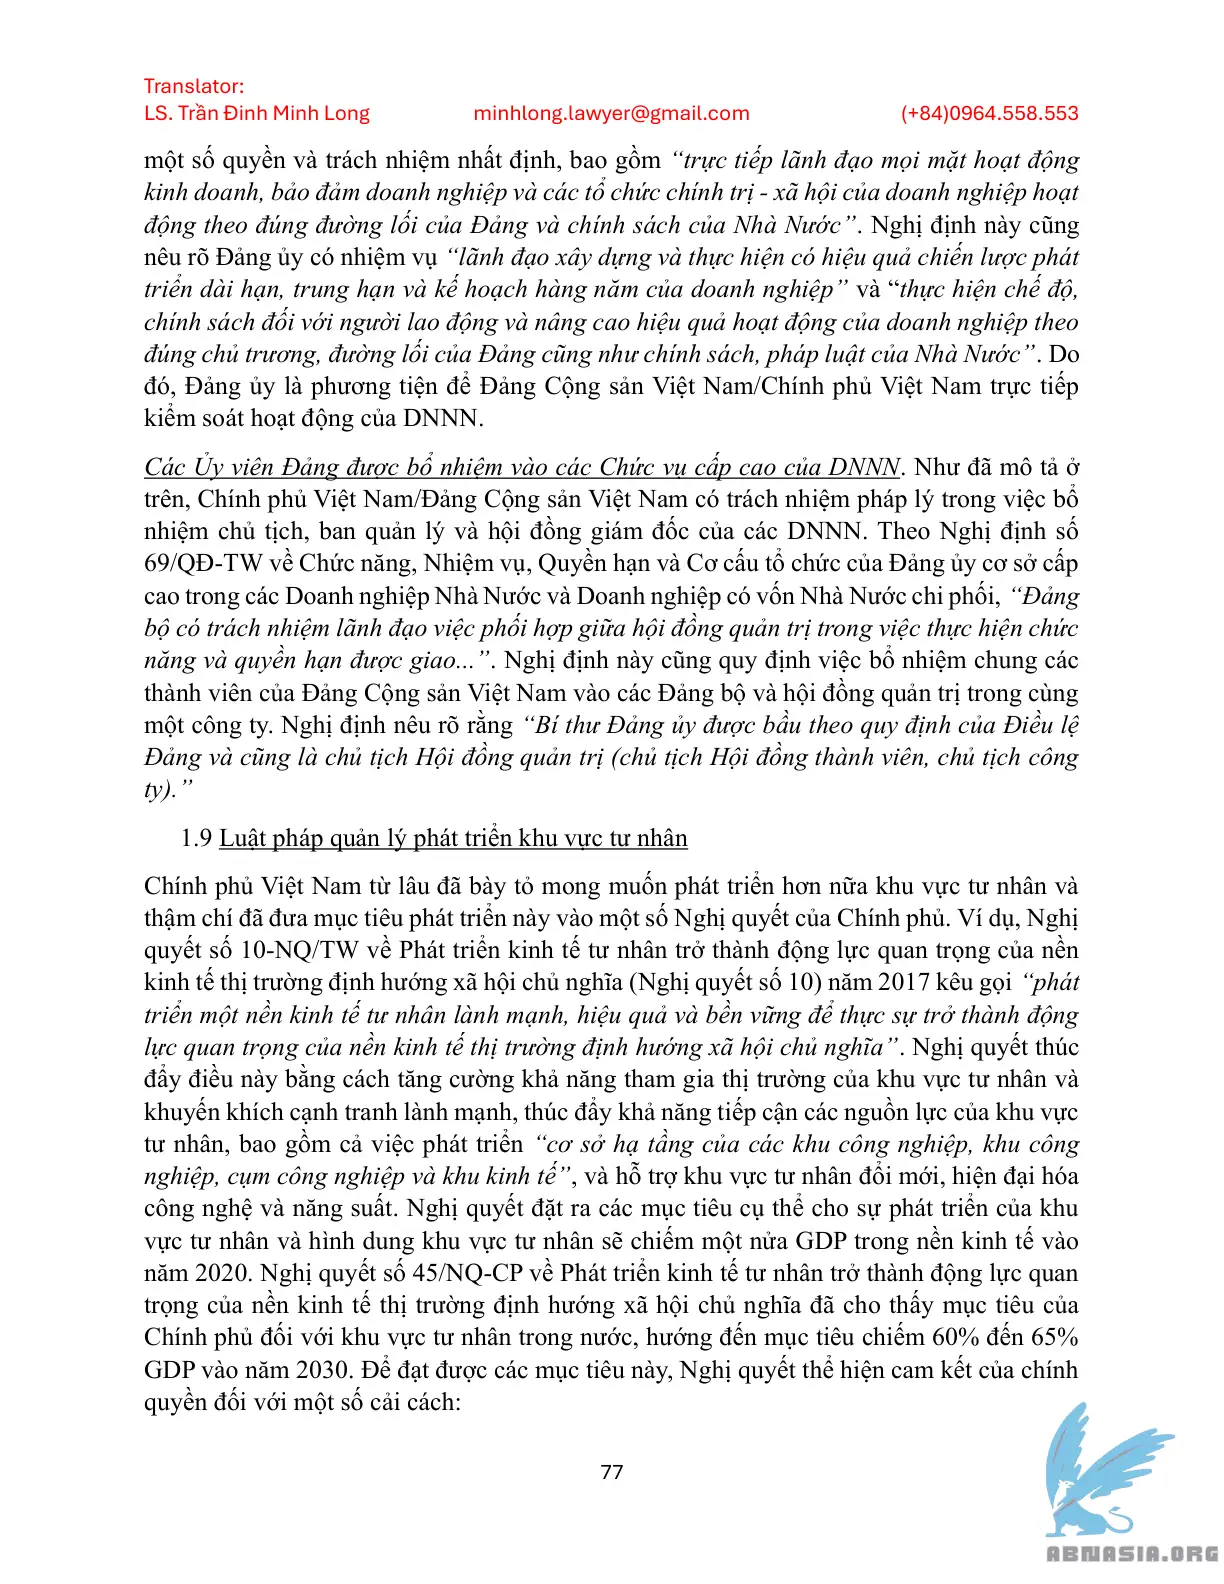 Translator:
LS. Trần Đinh Minh Long minhlong.lawyer@gmail.com (+84)0964.558.553
một số quyền và trách nhiệm nhất định, bao gồm “trực tiếp lãnh đạo mọi mặt hoạt động
kinh doanh, bảo đảm doanh nghiệp và các tổ chức chính trị - xã hội của doanh nghiệp hoạt
động theo đúng đường lối của Đảng và chính sách của Nhà Nước”. Nghị định này cũng
nêu rõ Đảng ủy có nhiệm vụ “lãnh đạo xây dựng và thực hiện có hiệu quả chiến lược phát
triển dài hạn, trung hạn và kế hoạch hàng năm của doanh nghiệp” và “thực hiện chế độ,
chính sách đối với người lao động và nâng cao hiệu quả hoạt động của doanh nghiệp theo
đúng chủ trương, đường lối của Đảng cũng như chính sách, pháp luật của Nhà Nước”. Do
đó, Đảng ủy là phương tiện để Đảng Cộng sản Việt Nam/Chính phủ Việt Nam trực tiếp
kiểm soát hoạt động của DNNN.
Các Ủy viên Đảng được bổ nhiệm vào các Chức vụ cấp cao của DNNN. Như đã mô tả ở
trên, Chính phủ Việt Nam/Đảng Cộng sản Việt Nam có trách nhiệm pháp lý trong việc bổ
nhiệm chủ tịch, ban quản lý và hội đồng giám đốc của các DNNN. Theo Nghị định số
69/QĐ-TW về Chức năng, Nhiệm vụ, Quyền hạn và Cơ cấu tổ chức của Đảng ủy cơ sở cấp
cao trong các Doanh nghiệp Nhà Nước và Doanh nghiệp có vốn Nhà Nước chi phối, “Đảng
bộ có trách nhiệm lãnh đạo việc phối hợp giữa hội đồng quản trị trong việc thực hiện chức
năng và quyền hạn được giao...”. Nghị định này cũng quy định việc bổ nhiệm chung các
thành viên của Đảng Cộng sản Việt Nam vào các Đảng bộ và hội đồng quản trị trong cùng
một công ty. Nghị định nêu rõ rằng “Bí thư Đảng ủy được bầu theo quy định của Điều lệ
Đảng và cũng là chủ tịch Hội đồng quản trị (chủ tịch Hội đồng thành viên, chủ tịch công
ty).”
1.9 Luật pháp quản lý phát triển khu vực tư nhân
Chính phủ Việt Nam từ lâu đã bày tỏ mong muốn phát triển hơn nữa khu vực tư nhân và
thậm chí đã đưa mục tiêu phát triển này vào một số Nghị quyết của Chính phủ. Ví dụ, Nghị
quyết số 10-NQ/TW về Phát triển kinh tế tư nhân trở thành động lực quan trọng của nền
kinh tế thị trường định hướng xã hội chủ nghĩa (Nghị quyết số 10) năm 2017 kêu gọi “phát
triển một nền kinh tế tư nhân lành mạnh, hiệu quả và bền vững để thực sự trở thành động
lực quan trọng của nền kinh tế thị trường định hướng xã hội chủ nghĩa”. Nghị quyết thúc
đẩy điều này bằng cách tăng cường khả năng tham gia thị trường của khu vực tư nhân và
khuyến khích cạnh tranh lành mạnh, thúc đẩy khả năng tiếp cận các nguồn lực của khu vực
tư nhân, bao gồm cả việc phát triển “cơ sở hạ tầng của các khu công nghiệp, khu công
nghiệp, cụm công nghiệp và khu kinh tế”, và hỗ trợ khu vực tư nhân đổi mới, hiện đại hóa
công nghệ và năng suất. Nghị quyết đặt ra các mục tiêu cụ thể cho sự phát triển của khu
vực tư nhân và hình dung khu vực tư nhân sẽ chiếm một nửa GDP trong nền kinh tế vào
năm 2020. Nghị quyết số 45/NQ-CP về Phát triển kinh tế tư nhân trở thành động lực quan
trọng của nền kinh tế thị trường định hướng xã hội chủ nghĩa đã cho thấy mục tiêu của
Chính phủ đối với khu vực tư nhân trong nước, hướng đến mục tiêu chiếm 60% đến 65%
GDP vào năm 2030. Để đạt được các mục tiêu này, Nghị quyết thể hiện cam kết của chính
quyền đối với một số cải cách:
77
ABNASIA.ORG